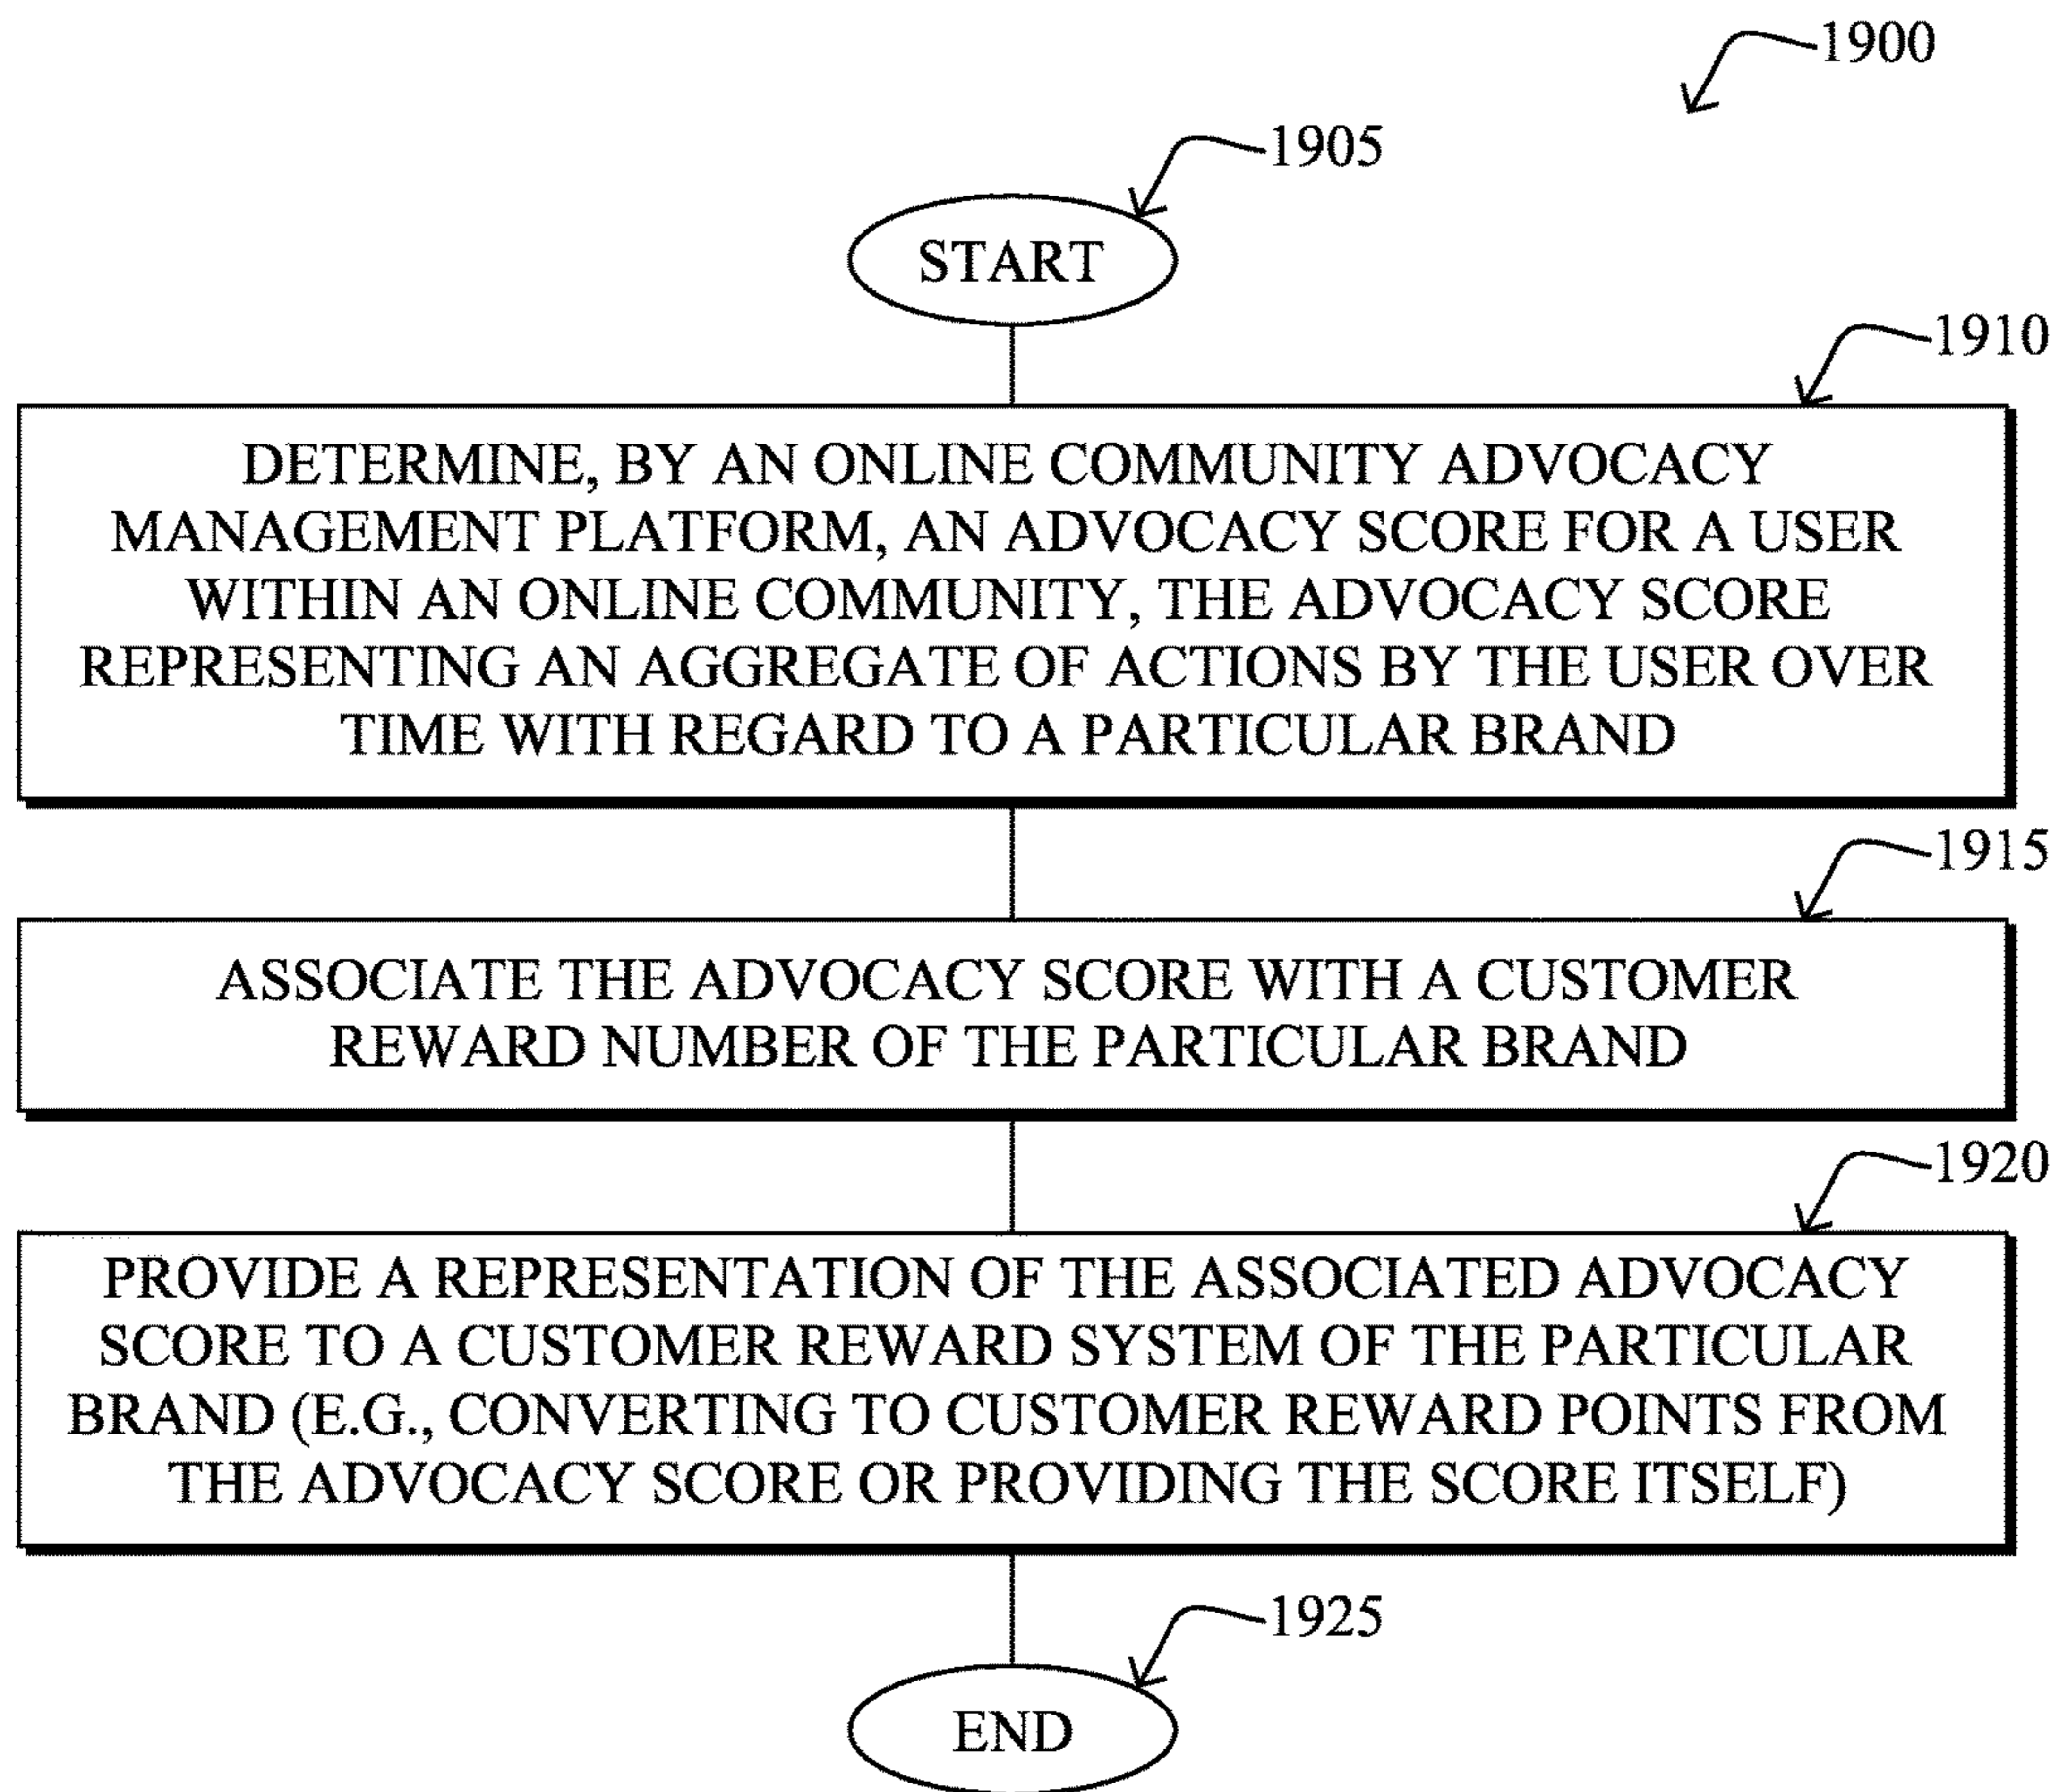 1900
1905
START
1910
DETERMINE, BY AN ONLINE COMMUNITY ADVOCACY
MANAGEMENT PLATFORM, AN ADVOCACY SCORE FOR A USER
WITHIN AN ONLINE COMMUNITY, THE ADVOCACY SCORE
REPRESENTING AN AGGREGATE OF ACTIONS BY THE USER OVER
TIME WITH REGARD TO A PARTICULAR BRAND
1915
ASSOCIATE THE ADVOCACY SCORE WITH A CUSTOMER
REWARD NUMBER OF THE PARTICULAR BRAND
1920
PROVIDE A REPRESENTATION OF THE ASSOCIATED ADVOCACY
SCORE TO A CUSTOMER REWARD SYSTEM OF THE PARTICULAR
BRAND (E.G., CONVERTING TO CUSTOMER REWARD POINTS FROM
THE ADVOCACY SCORE OR PROVIDING THE SCORE ITSELF)
1925
END